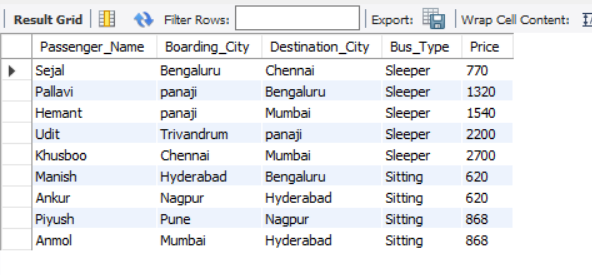 Result Grid Filter Rows: Export: Wrap Cell Content:
Passenger_Name Boarding_City Destination_City Bus_Type Price
Sejal Bengaluru Chennai Sleeper 770
Pallavi panaji Bengaluru Sleeper 1320
Hemant panaji Mumbai Sleeper 1540
Udit Trivandrum panaji Sleeper 2200
Khusboo Chennai Mumbai Sleeper 2700
Manish Hyderabad Bengaluru Sitting 620
Ankur Nagpur Hyderabad Sitting 620
Piyush Pune Nagpur Sitting 868
Anmol Mumbai Hyderabad Sitting 868